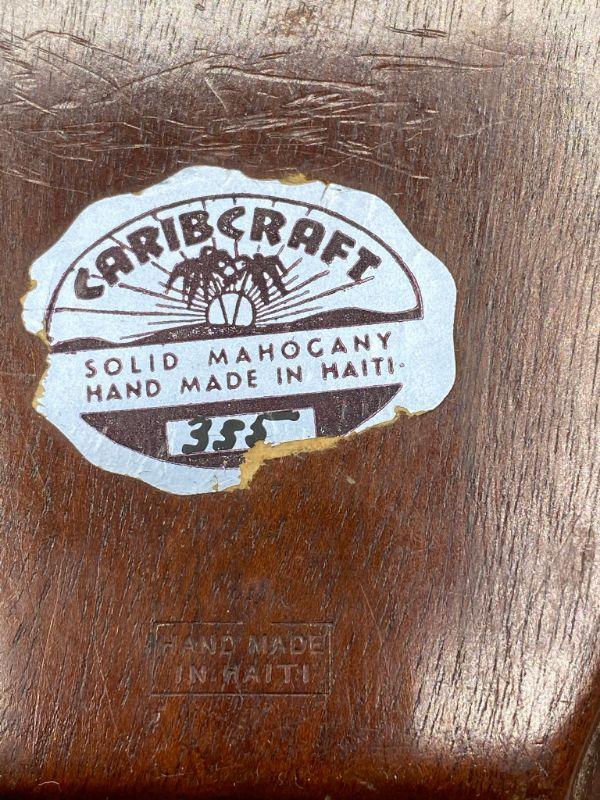 CARIBCRAFT
SOLID MAHOGANY
HAND MADE IN HAITI
355
HAND MADE
IN HAITI